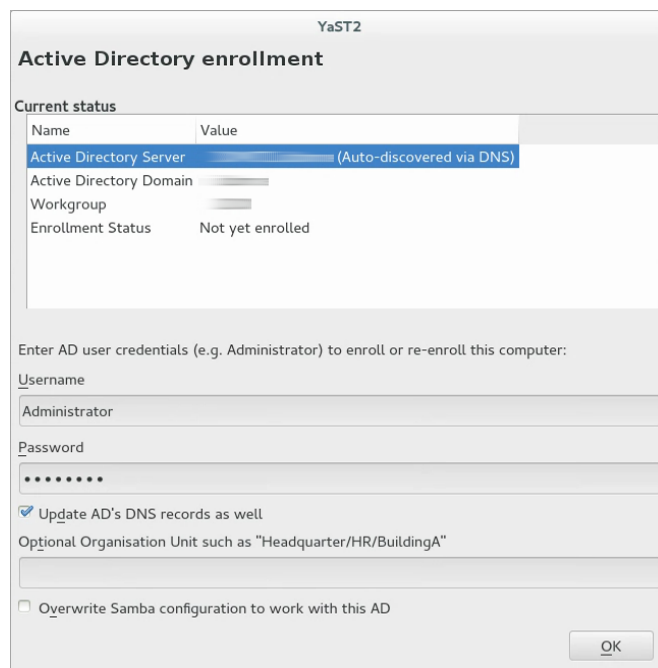 YaST2
Active Directory enrollment
Current status
Name Value
Active Directory Server (Auto-discovered via DNS)
Active Directory Domain
Workgroup
Enrollment Status Not yet enrolled
Enter AD user credentials (e.g. Administrator) to enroll or re-enroll this computer:
Username
Administrator
Password
••••••••
Update AD's DNS records as well
Optional Organisation Unit such as "Headquarter/HR/BuildingA"
Overwrite Samba configuration to work with this AD
OK